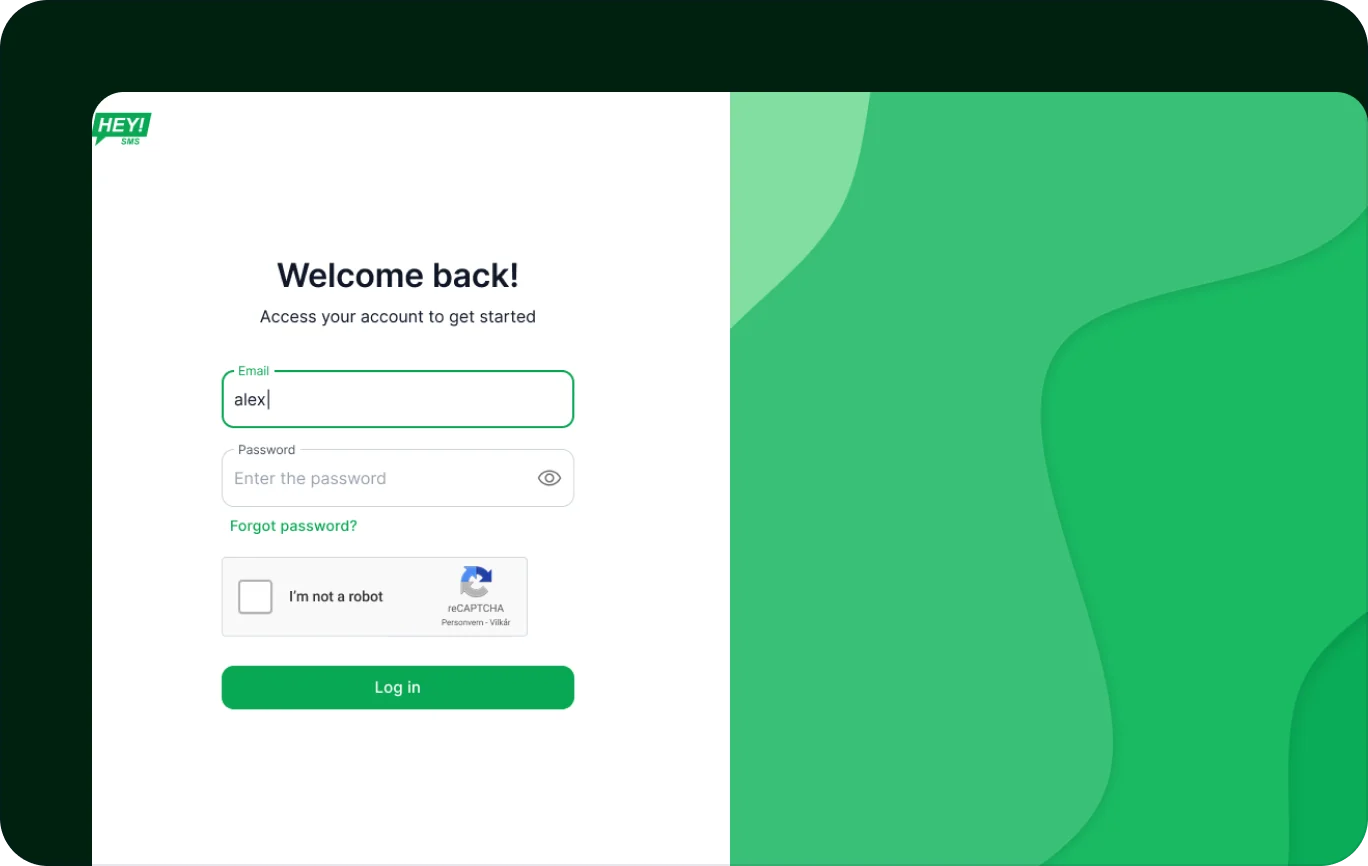 HEY!
SMS
Welcome back!
Access your account to get started
Email
alex
Password
Enter the password
Forgot password?
I'm not a robot
reCAPTCHA
Personvern - Vilkår
Log in